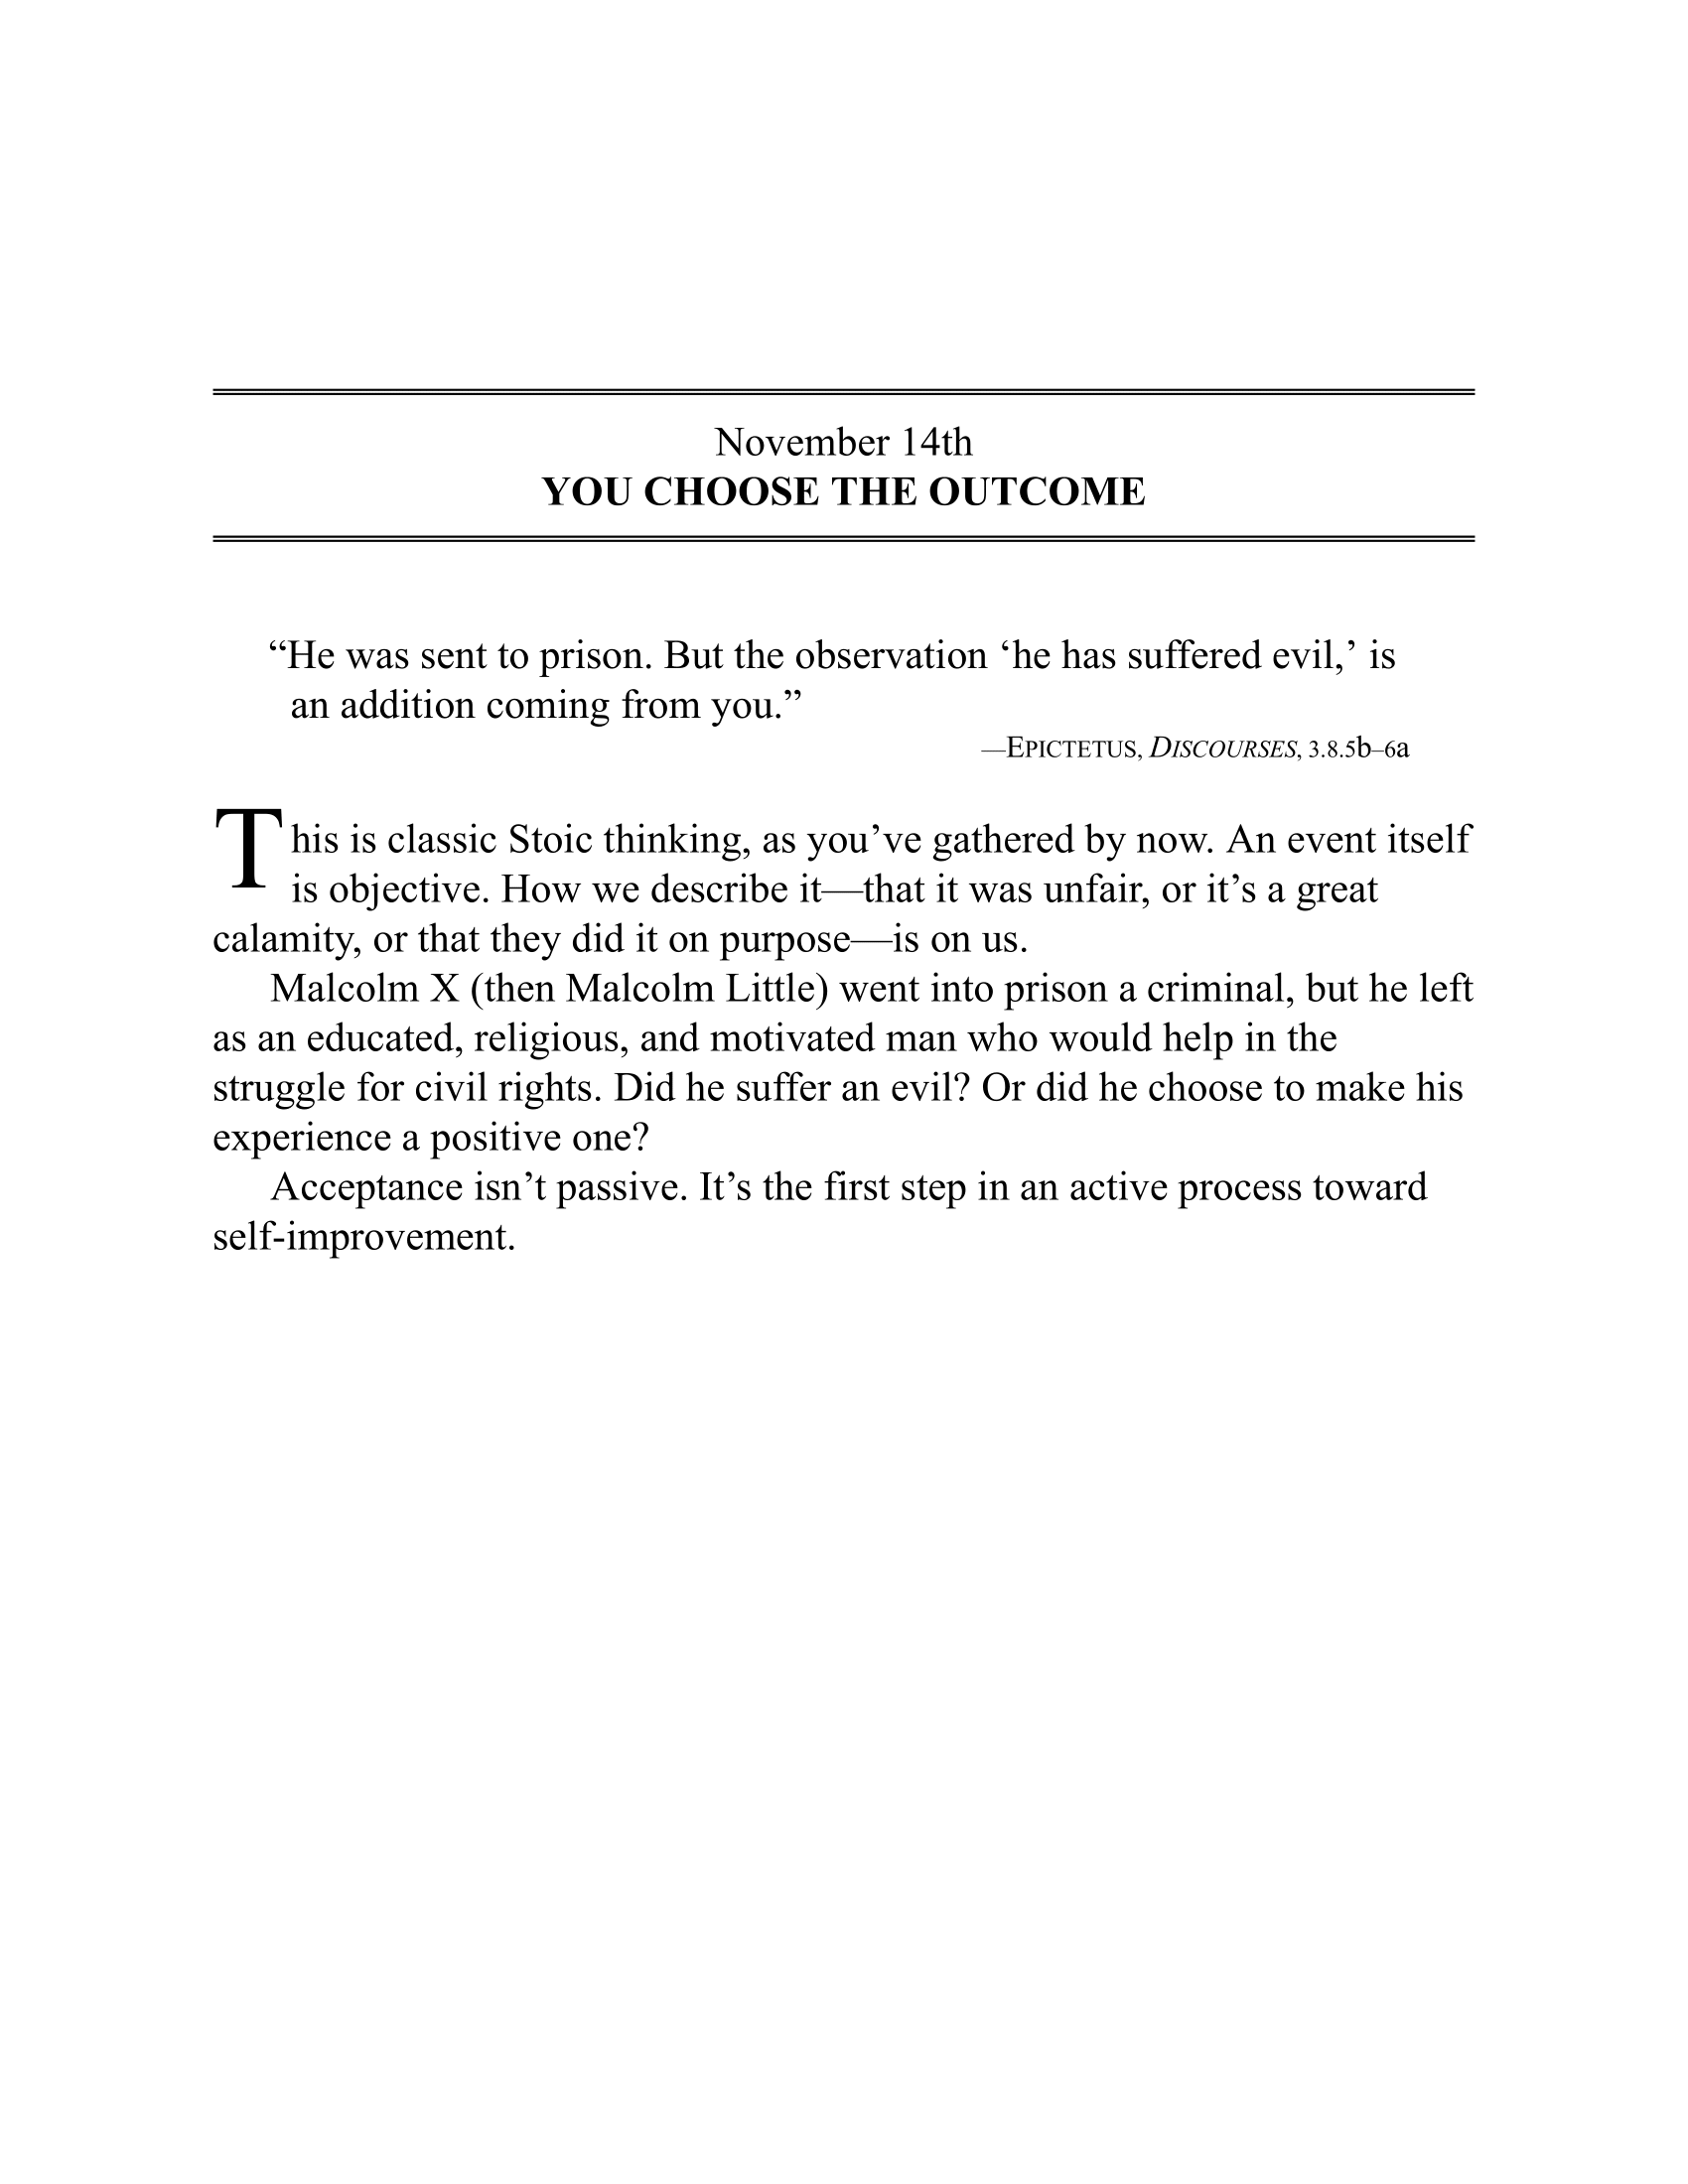 November 14th
YOU CHOOSE THE OUTCOME
“He was sent to prison. But the observation ‘he has suffered evil,’ is
an addition coming from you.”
—EPICTETUS, DISCOURSES, 3.8.5b–6a
This is classic Stoic thinking, as you’ve gathered by now. An event itself
is objective. How we describe it—that it was unfair, or it’s a great
calamity, or that they did it on purpose—is on us.
Malcolm X (then Malcolm Little) went into prison a criminal, but he left
as an educated, religious, and motivated man who would help in the
struggle for civil rights. Did he suffer an evil? Or did he choose to make his
experience a positive one?
Acceptance isn’t passive. It’s the first step in an active process toward
self-improvement.